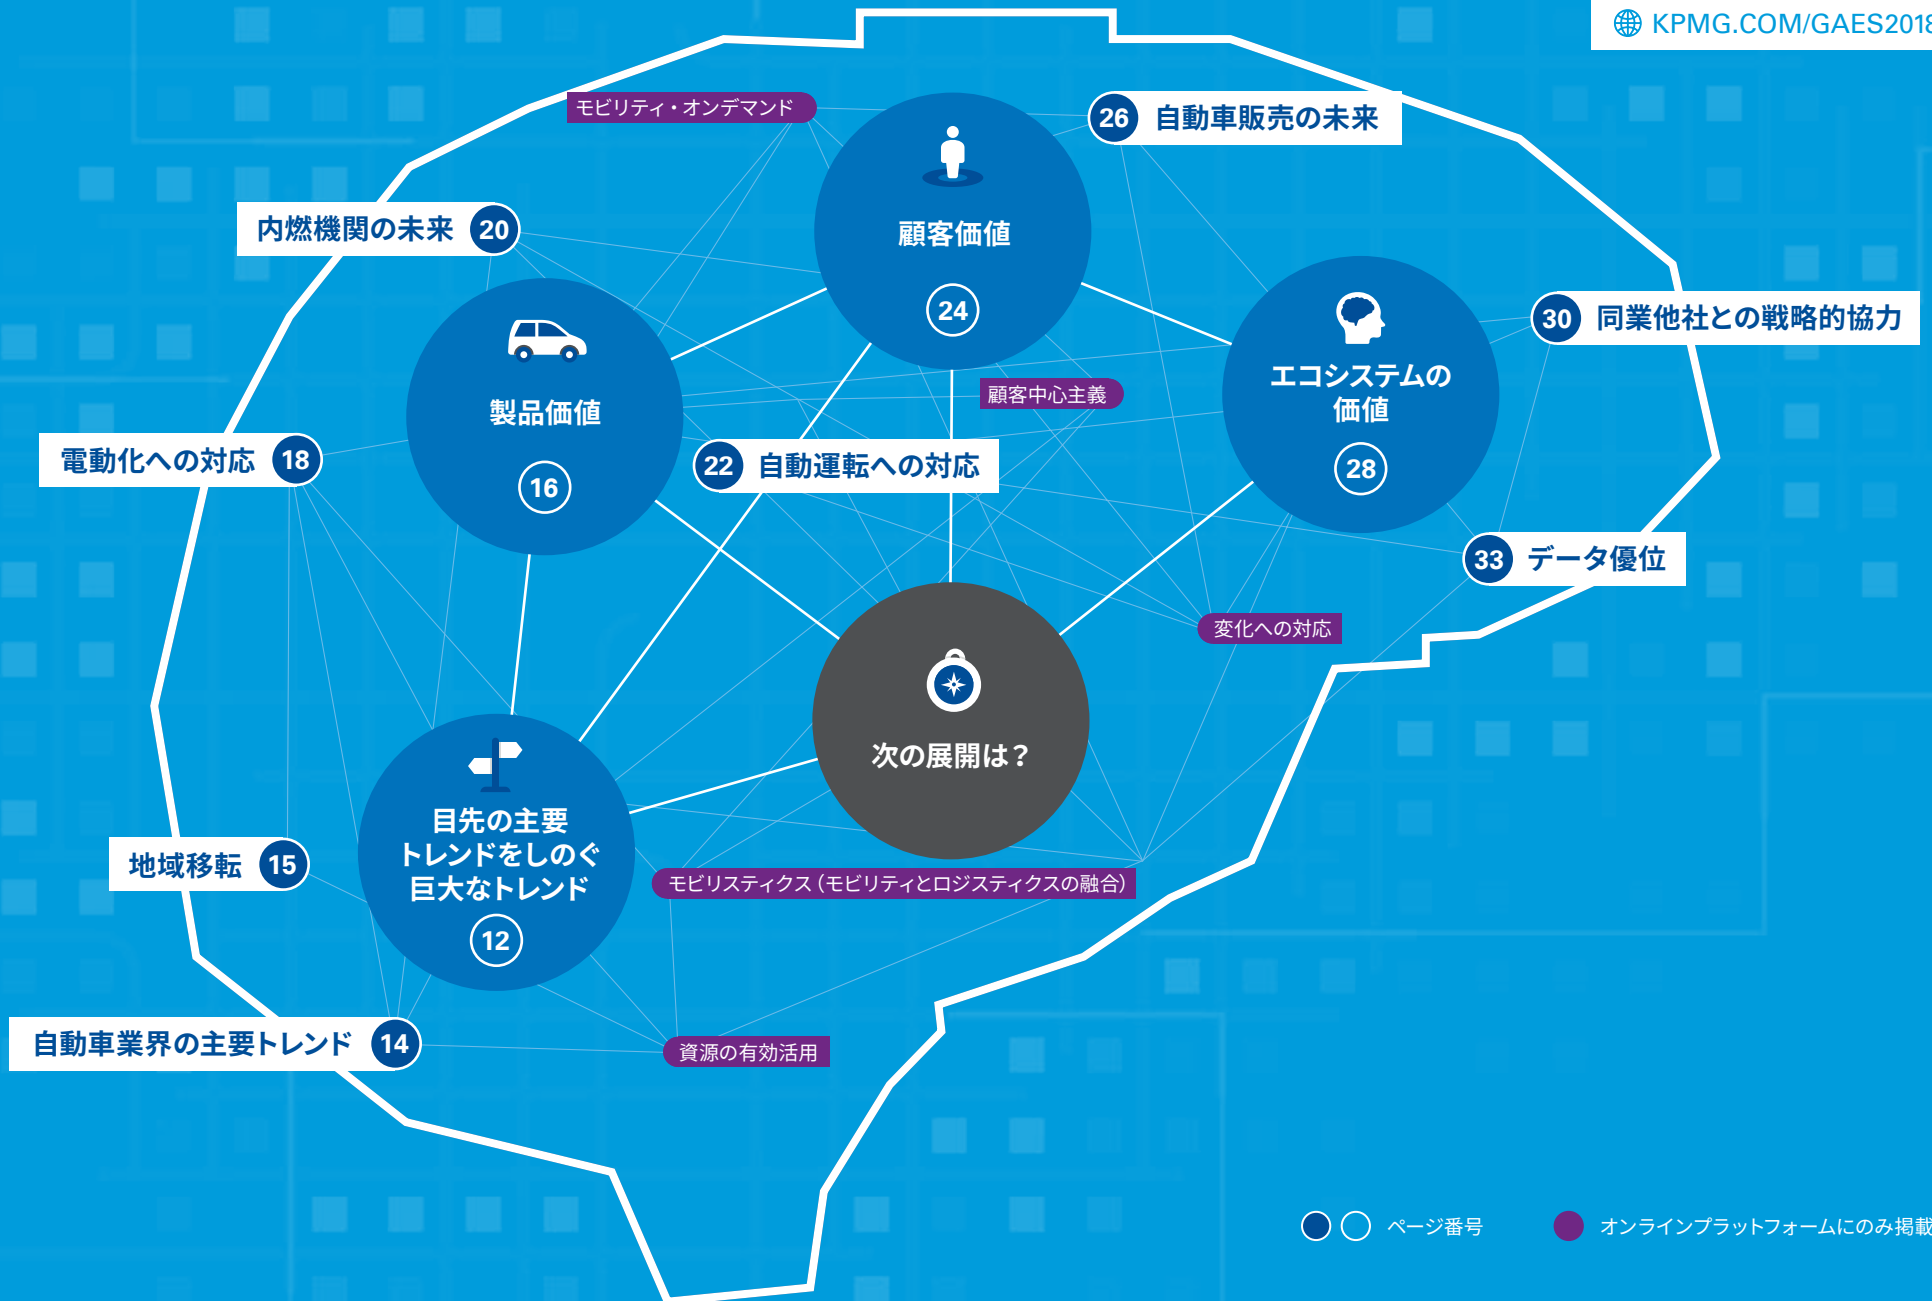 KPMG.COM/GAES2018
モビリティ・オンデマンド
26 自動車販売の未来
内燃機関の未来 20
顧客価値
24
30 同業他社との戦略的協力
エコシステムの
価値
28
製品価値
16
顧客中心主義
電動化への対応 18
22 自動運転への対応
33 データ優位
変化への対応
次の展開は？
目先の主要
トレンドをしのぐ
巨大なトレンド
12
地域移転 15
モビリスティクス（モビリティとロジスティクスの融合）
自動車業界の主要トレンド 14
資源の有効活用
ページ番号
オンラインプラットフォームにのみ掲載